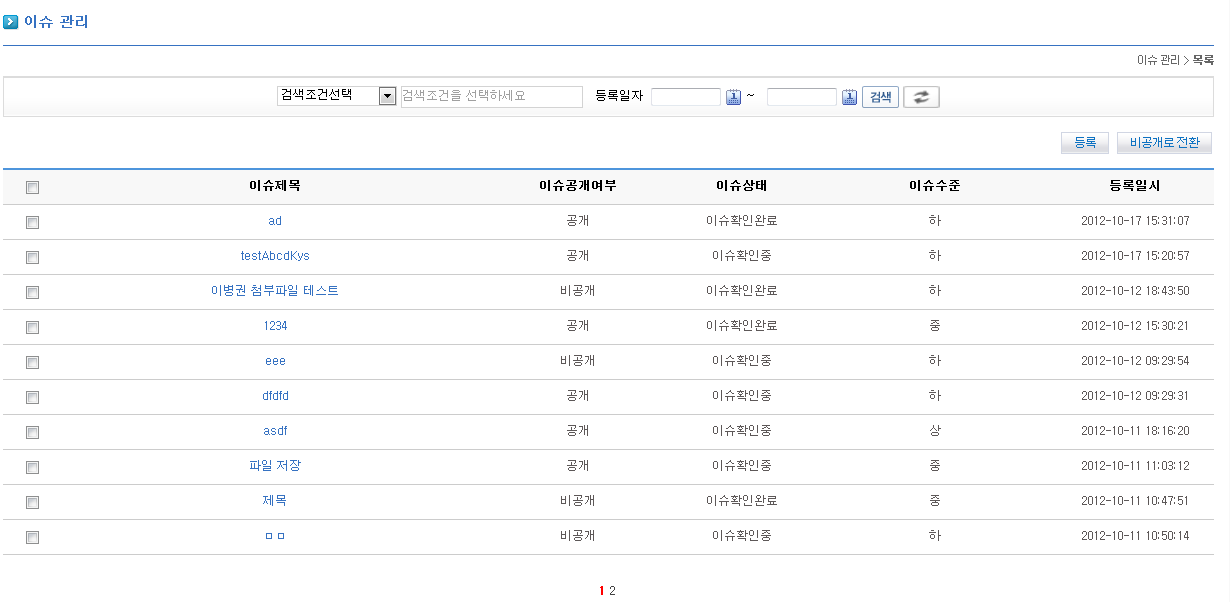 이슈 관리
이슈 관리 > 목록
검색조건선택 검색조건을 선택하세요 등록일자 ~ 검색
등록 비공개로 전환
이슈제목 이슈공개여부 이슈상태 이슈수준 등록일시
ad 공개 이슈확인완료 하 2012-10-17 15:31:07
testAbcdKys 공개 이슈확인중 하 2012-10-17 15:20:57
이병권 첨부파일 테스트 비공개 이슈확인완료 하 2012-10-12 18:43:50
1234 공개 이슈확인완료 중 2012-10-12 15:30:21
eee 비공개 이슈확인중 하 2012-10-12 09:29:54
dfdfd 공개 이슈확인중 하 2012-10-12 09:29:31
asdf 공개 이슈확인중 상 2012-10-11 18:16:20
파일 저장 공개 이슈확인중 중 2012-10-11 11:03:12
제목 비공개 이슈확인완료 중 2012-10-11 10:47:51
ㅁㅁ 비공개 이슈확인중 하 2012-10-11 10:50:14
1 2